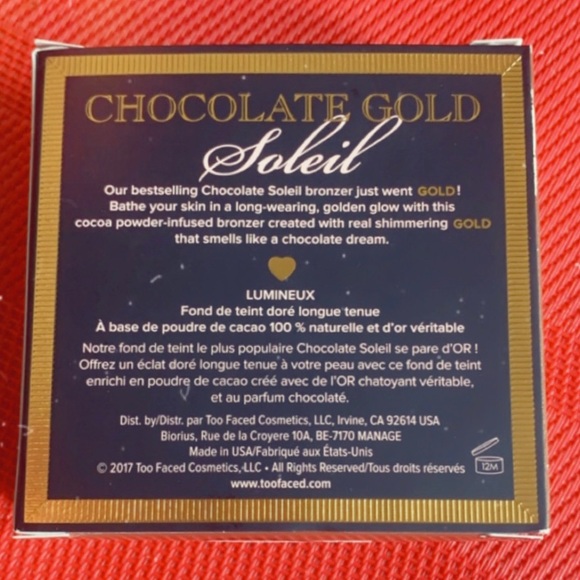 CHOCOLATE GOLD
Soleil
Our bestselling Chocolate Soleil bronzer just went GOLD!
Bathe your skin in a long-wearing, golden glow with this
cocoa powder-infused bronzer created with real shimmering GOLD
that smells like a chocolate dream.
LUMINEUX
Fond de teint doré longue tenue
À base de poudre de cacao 100 % naturelle et d'or véritable
Notre fond de teint le plus populaire Chocolate Soleil se pare d'OR !
Offrez un éclat doré longue tenue à votre peau avec ce fond de teint
enrichi en poudre de cacao créé avec de l'OR chatoyant véritable,
et au parfum chocolaté.
Dist. by/Distr. par Too Faced Cosmetics, LLC, Irvine, CA 92614 USA
Biorius, Rue de la Croyere 10A, BE-7170 MANAGE
Made in USA/Fabriqué aux États-Unis
© 2017 Too Faced Cosmetics, LLC • All Rights Reserved/Tous droits réservés
www.toofaced.com
12M